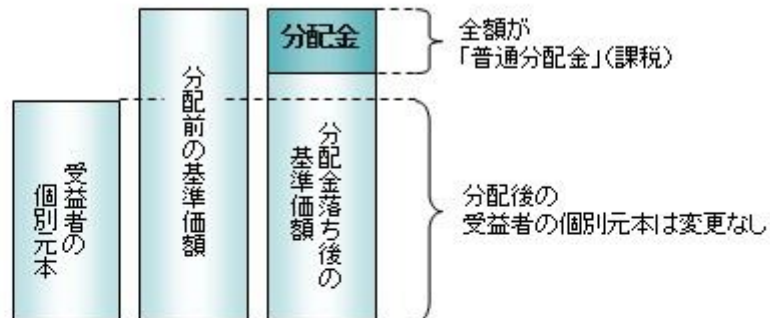 受益者の
個別元本
分配前の基準価額
分配金
分配金落ち後の
基準価額
全額が
「普通分配金」(課税)
分配後の
受益者の個別元本は変更なし